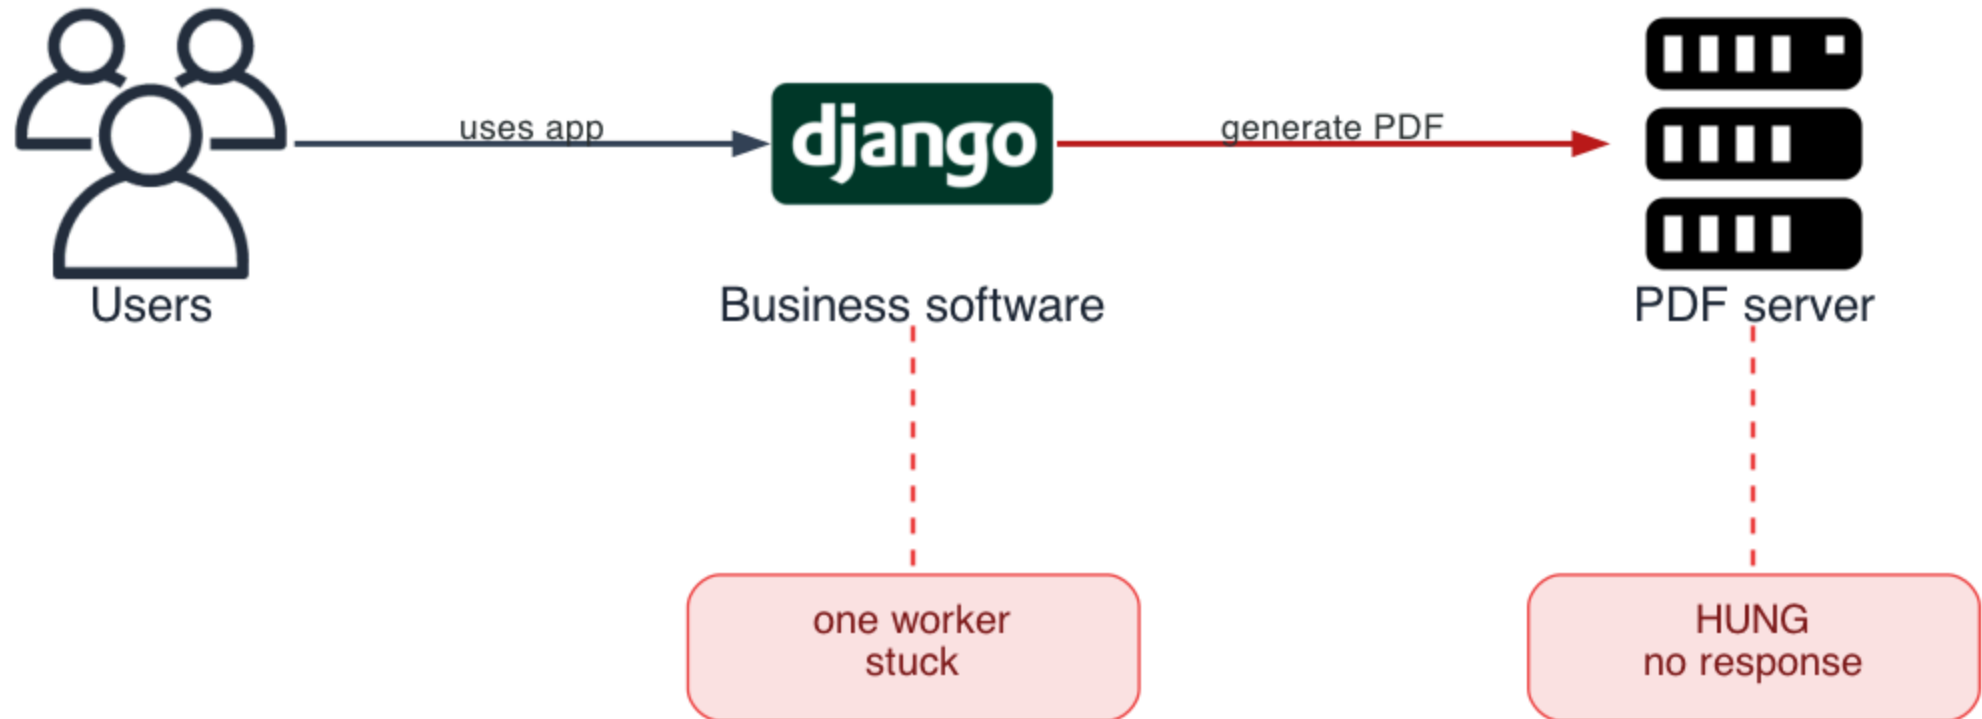 uses app
django
generate PDF
Users
Business software
PDF server
one worker
stuck
HUNG
no response